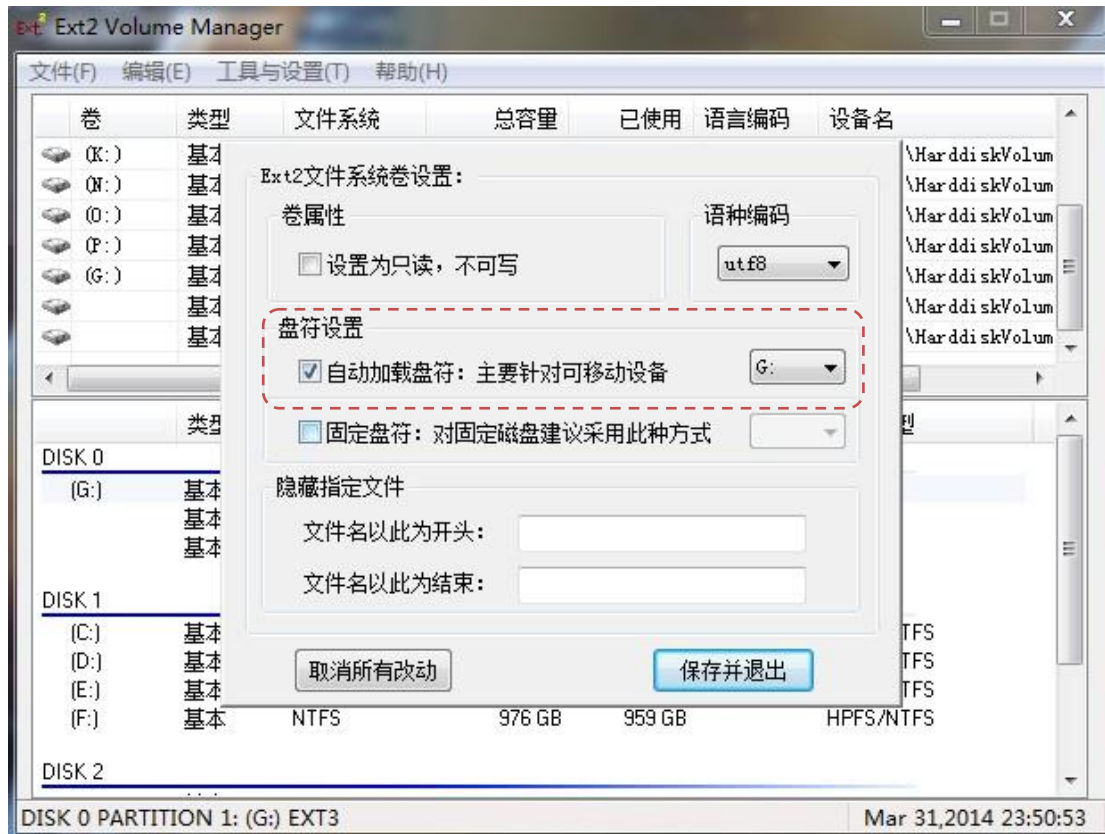 Ext2 Volume Manager
文件(F) 编辑(E) 工具与设置(T) 帮助(H)
卷 类型 文件系统 总容量 已使用 语言编码 设备名
(K:) 基本 \HarddiskVolum
(N:) 基本 \HarddiskVolum
(O:) 基本 \HarddiskVolum
(P:) 基本 \HarddiskVolum
(G:) 基本 \HarddiskVolum
基本 \HarddiskVolum
基本 \HarddiskVolum
Ext2文件系统卷设置:
卷属性
设置为只读，不可写
语种编码
utf8
盘符设置
自动加载盘符：主要针对可移动设备 G:
固定盘符：对固定磁盘建议采用此种方式
隐藏指定文件
文件名以此为开头：
文件名以此为结束：
取消所有改动 保存并退出
类型
DISK 0
(G:) 基本
基本
基本
DISK 1
(C:) 基本 TFS
(D:) 基本 TFS
(E:) 基本 TFS
(F:) 基本 NTFS 976 GB 959 GB HPFS/NTFS
DISK 2
DISK 0 PARTITION 1: (G:) EXT3 Mar 31,2014 23:50:53